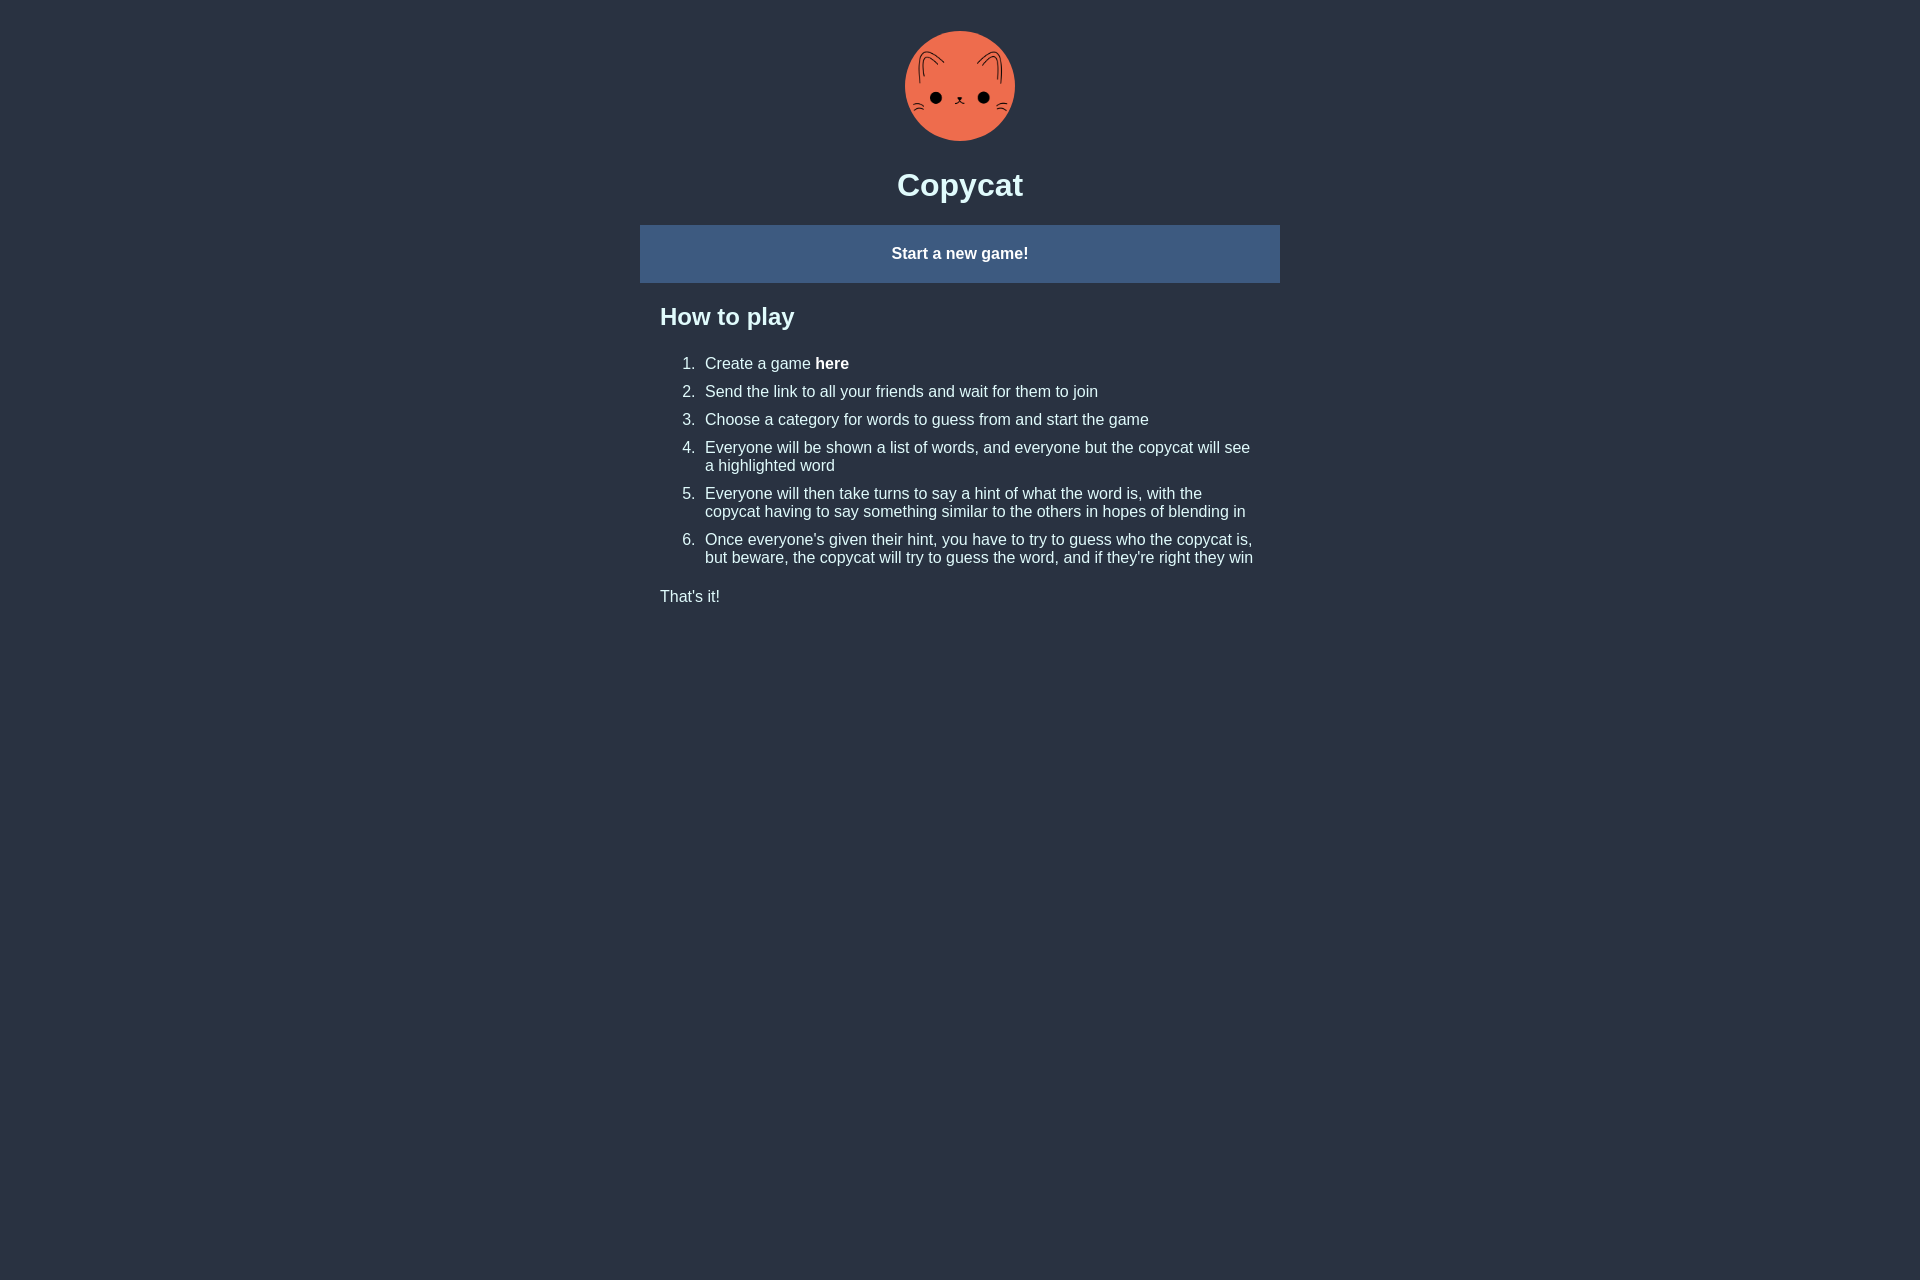 Copycat
Start a new game!
How to play
1. Create a game here
2. Send the link to all your friends and wait for them to join
3. Choose a category for words to guess from and start the game
4. Everyone will be shown a list of words, and everyone but the copycat will see
a highlighted word
5. Everyone will then take turns to say a hint of what the word is, with the
copycat having to say something similar to the others in hopes of blending in
6. Once everyone's given their hint, you have to try to guess who the copycat is,
but beware, the copycat will try to guess the word, and if they're right they win
That's it!